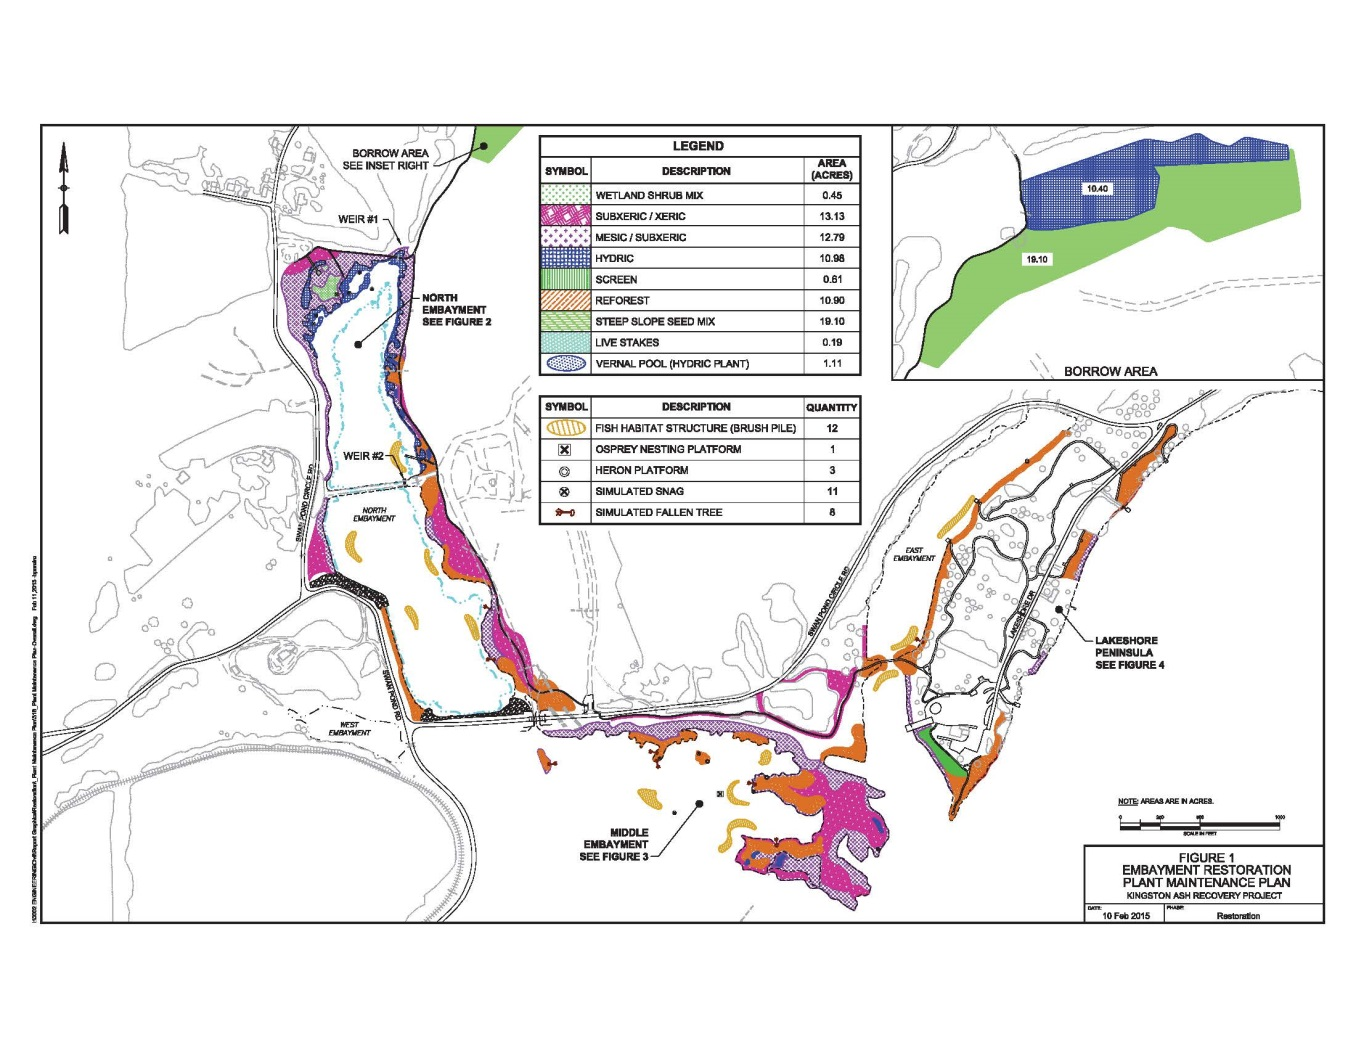 BORROW AREA
SEE INSET RIGHT
WEIR #1
NORTH
EMBAYMENT
SEE FIGURE 2
WEIR #2
NORTH
EMBAYMENT
SWAN POND CIRCLE RD
SWAN POND RD
WEST
EMBAYMENT
LEGEND
SYMBOL DESCRIPTION AREA (ACRES)
WETLAND SHRUB MIX 0.45
SUBXERIC / XERIC 13.13
MESIC / SUBXERIC 12.79
HYDRIC 10.98
SCREEN 0.61
REFOREST 10.90
STEEP SLOPE SEED MIX 19.10
LIVE STAKES 0.19
VERNAL POOL (HYDRIC PLANT) 1.11
SYMBOL DESCRIPTION QUANTITY
FISH HABITAT STRUCTURE (BRUSH PILE) 12
OSPREY NESTING PLATFORM 1
HERON PLATFORM 3
SIMULATED SNAG 11
SIMULATED FALLEN TREE 8
10.40
19.10
BORROW AREA
EAST
EMBAYMENT
SWAN POND CIRCLE RD
LAKESHORE DR
LAKESHORE
PENINSULA
SEE FIGURE 4
MIDDLE
EMBAYMENT
SEE FIGURE 3
NOTE: AREAS ARE IN ACRES.
SCALE IN FEET
FIGURE 1
EMBAYMENT RESTORATION
PLANT MAINTENANCE PLAN
KINGSTON ASH RECOVERY PROJECT
DATE: 10 Feb 2015 PHASE: Restoration